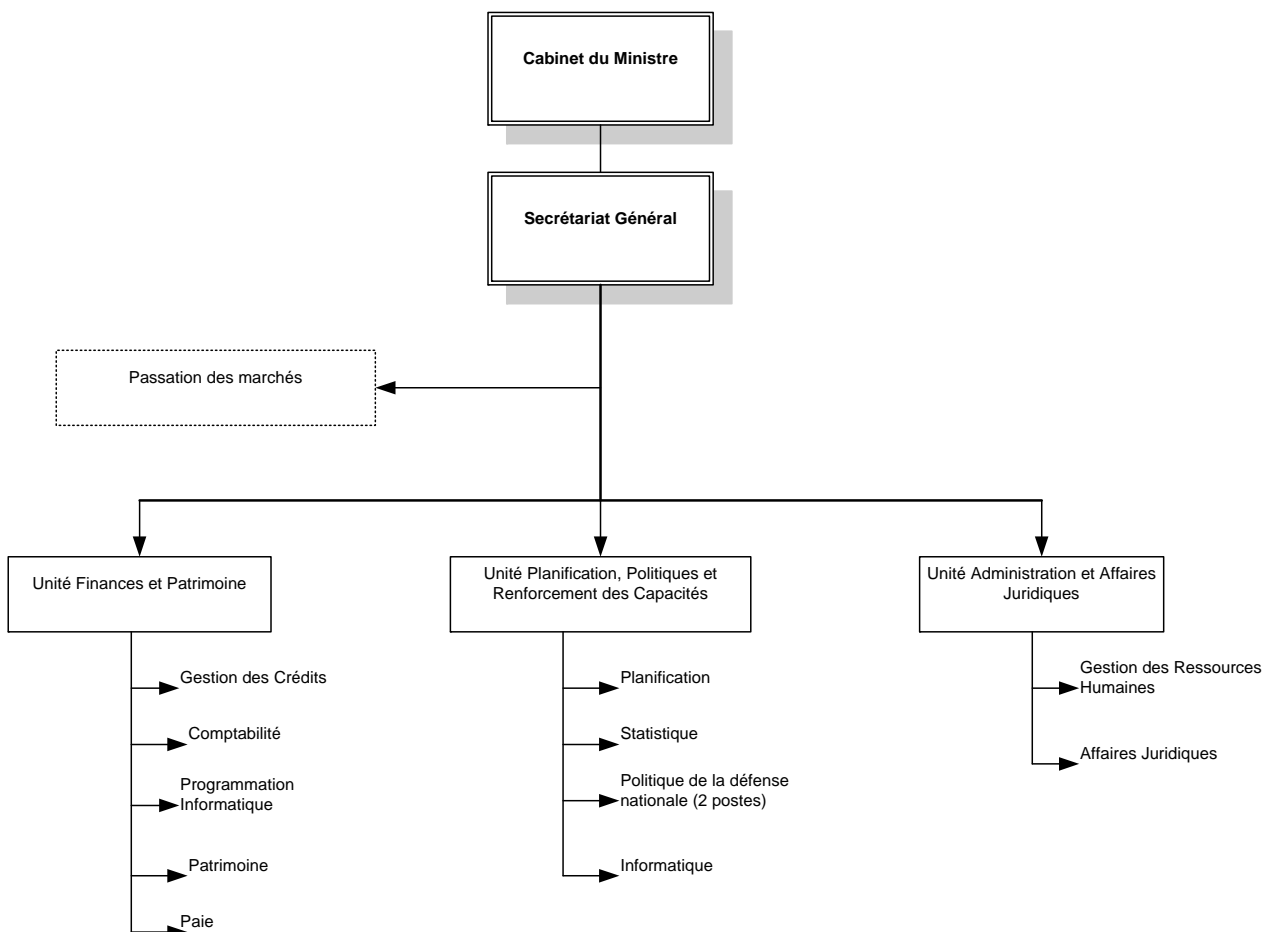 Cabinet du Ministre
Secrétariat Général
Passation des marchés
Unité Finances et Patrimoine
Unité Planification, Politiques et
Renforcement des Capacités
Unité Administration et Affaires
Juridiques
Gestion des Crédits
Comptabilité
Programmation
Informatique
Patrimoine
Paie
Planification
Statistique
Politique de la défense
nationale (2 postes)
Informatique
Gestion des Ressources
Humaines
Affaires Juridiques